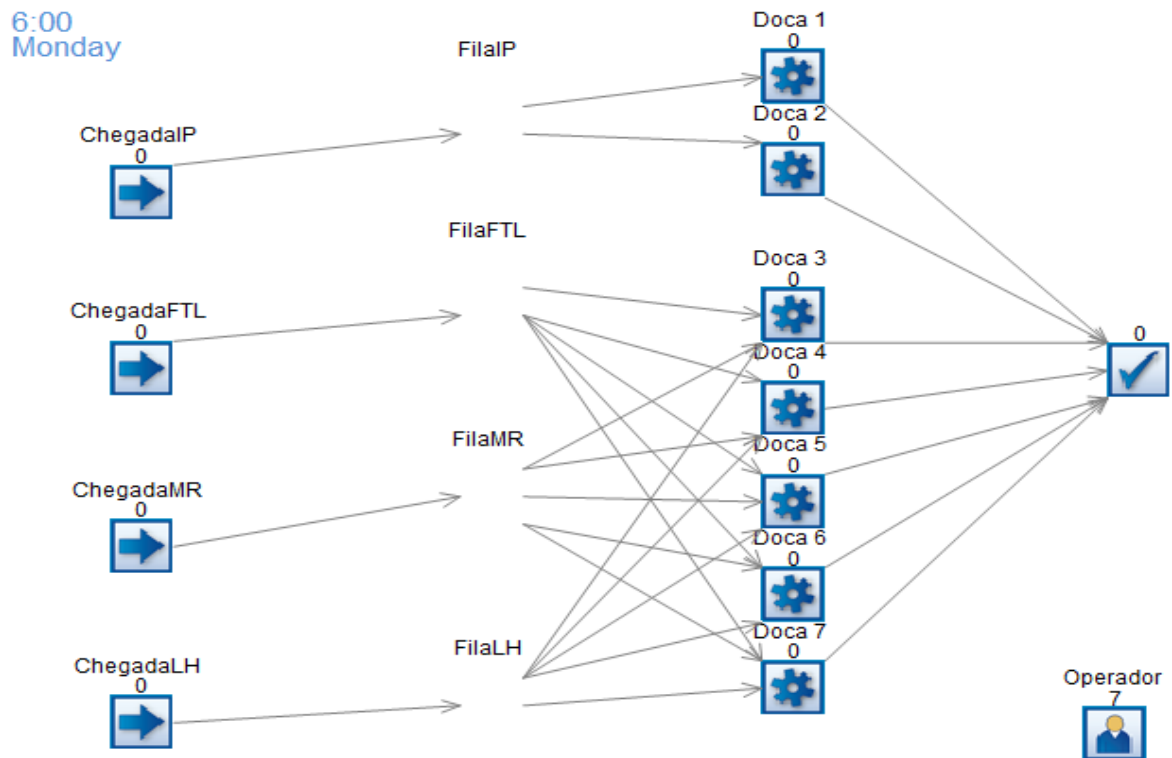 6:00
Monday
FilaIP
Doca 1
0
Doca 2
0
ChegadaIP
0
FilaFTL
Doca 3
0
ChegadaFTL
0
Doca 4
0
0
FilaMR
Doca 5
0
ChegadaMR
0
Doca 6
0
FilaLH
Doca 7
0
ChegadaLH
0
Operador
7